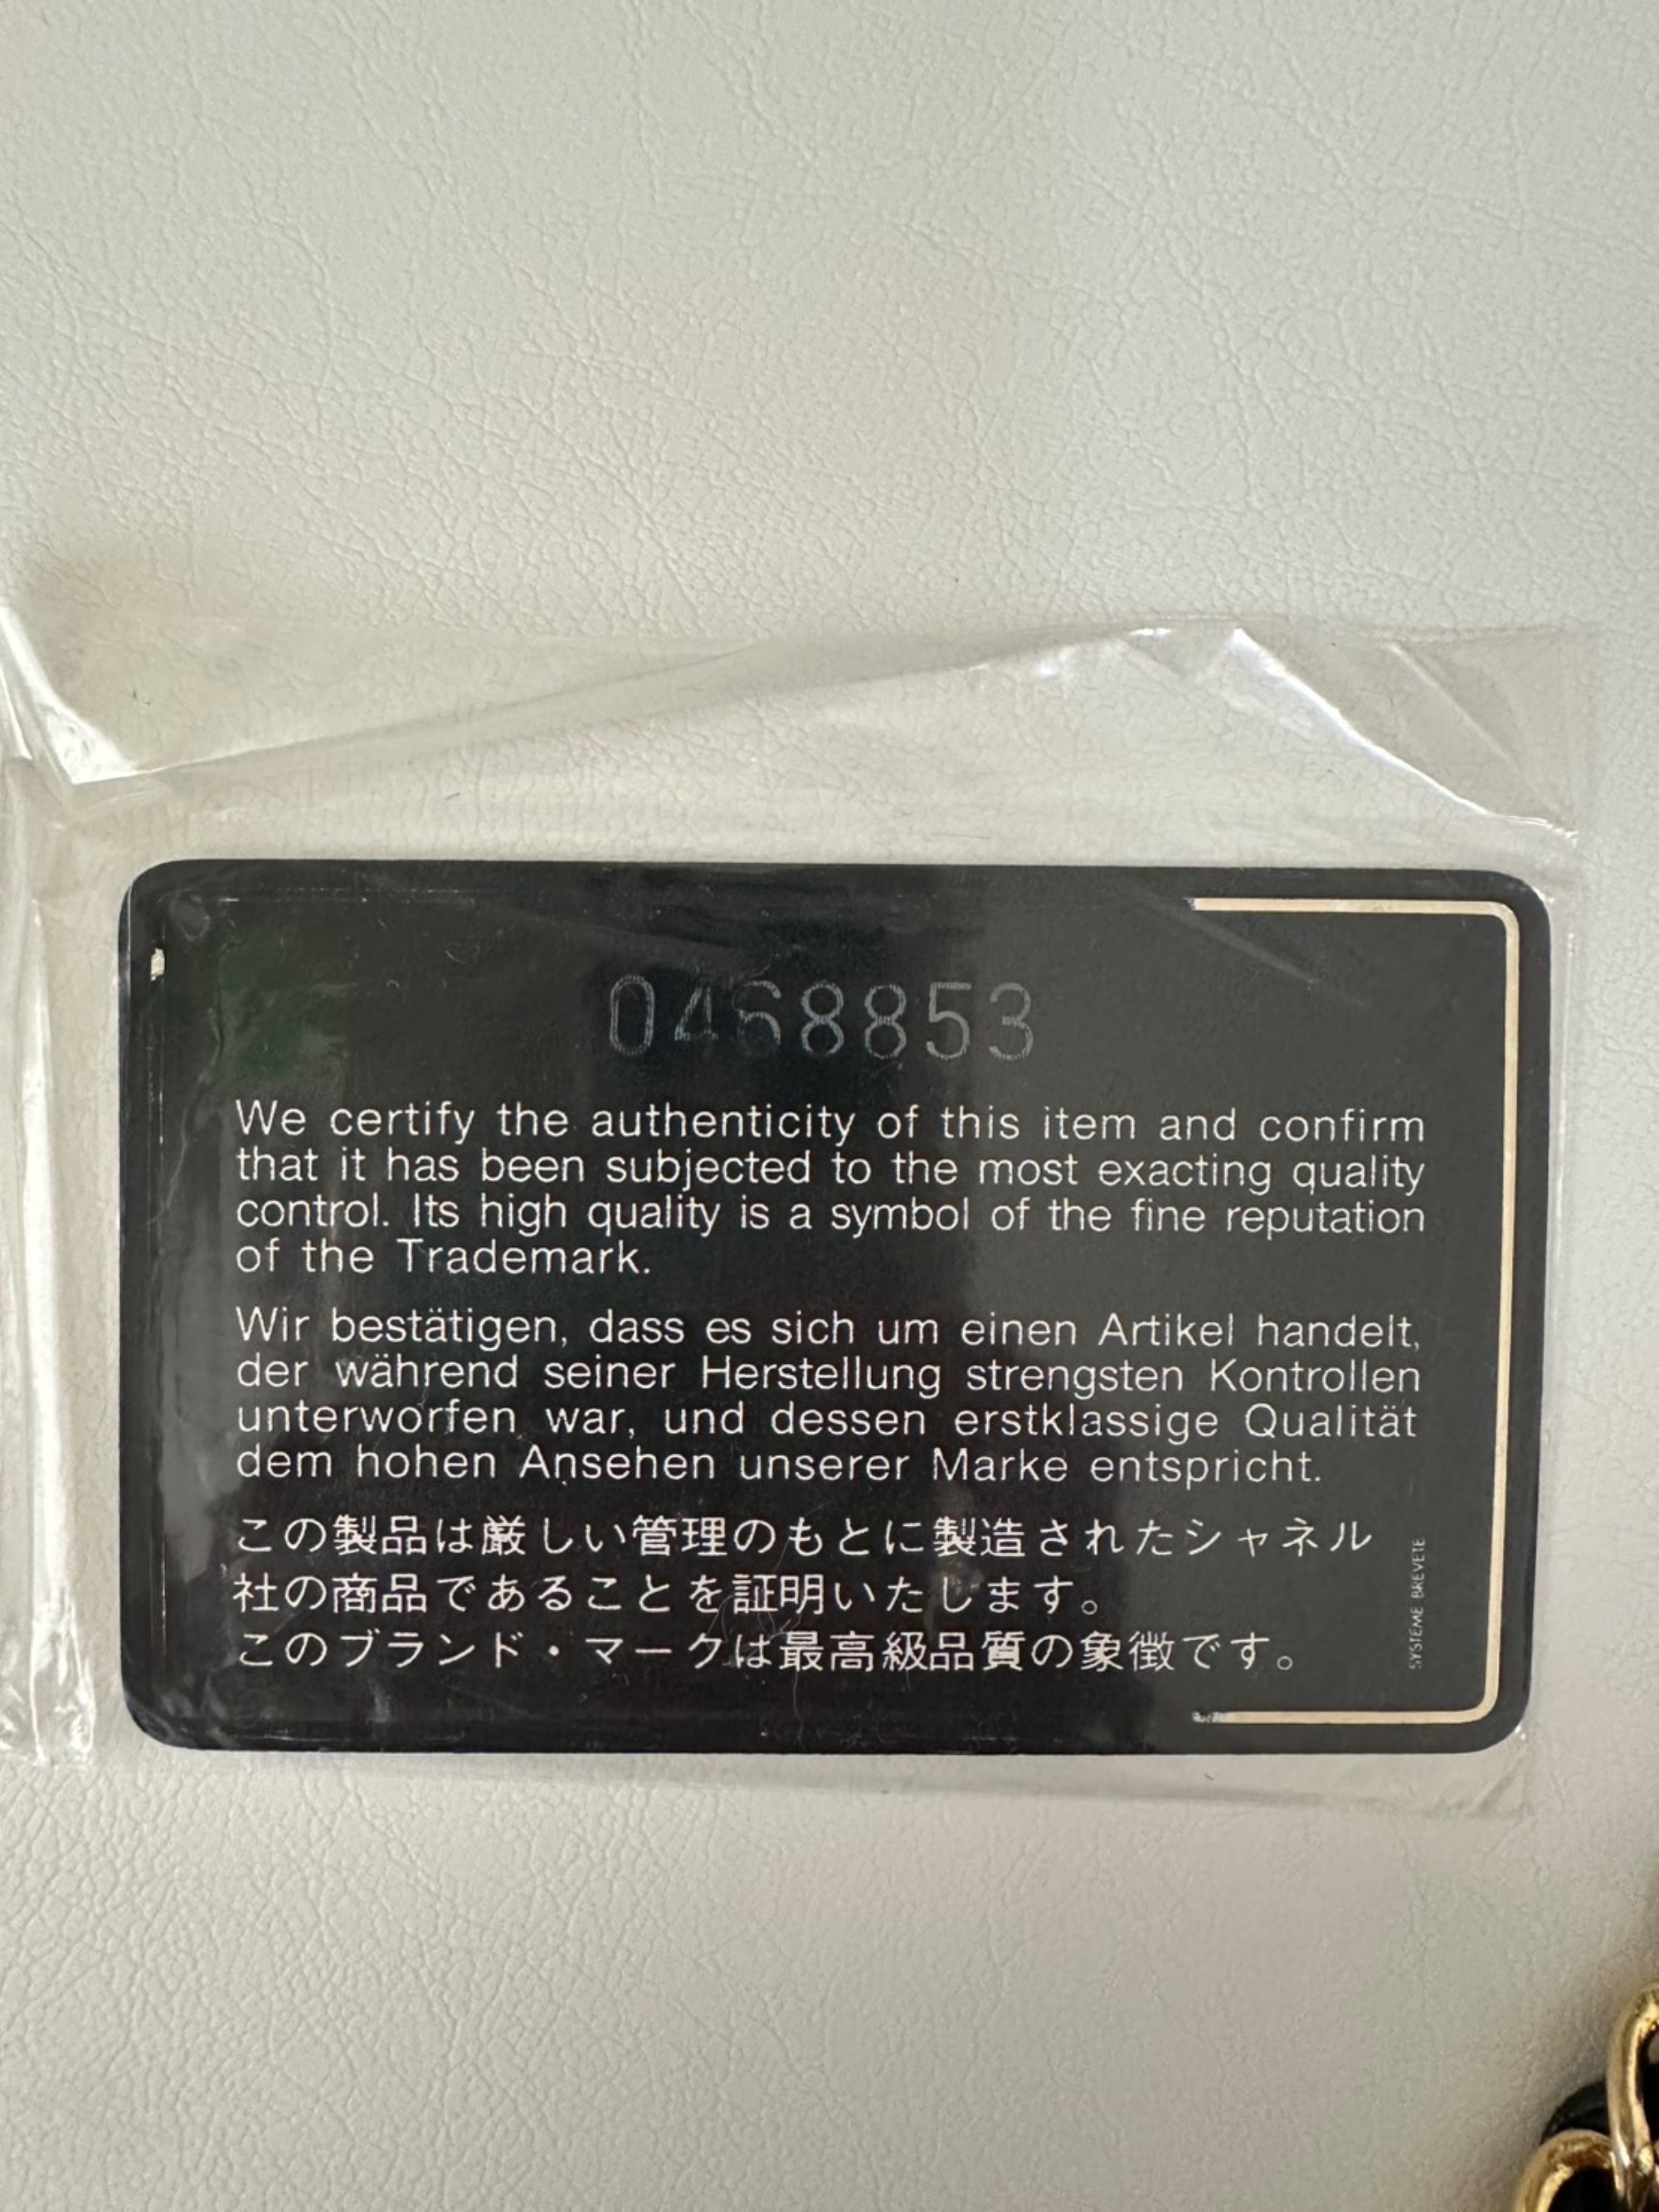 0468853
We certify the authenticity of this item and confirm
that it has been subjected to the most exacting quality
control. Its high quality is a symbol of the fine reputation
of the Trademark.
Wir bestätigen, dass es sich um einen Artikel handelt,
der während seiner Herstellung strengsten Kontrollen
unterworfen war, und dessen erstklassige Qualität
dem hohen Ansehen unserer Marke entspricht.
この製品は厳しい管理のもとに製造されたシャネル
社の商品であることを証明いたします。
このブランド・マークは最高級品質の象徴です。
SYSTEME BREVETE